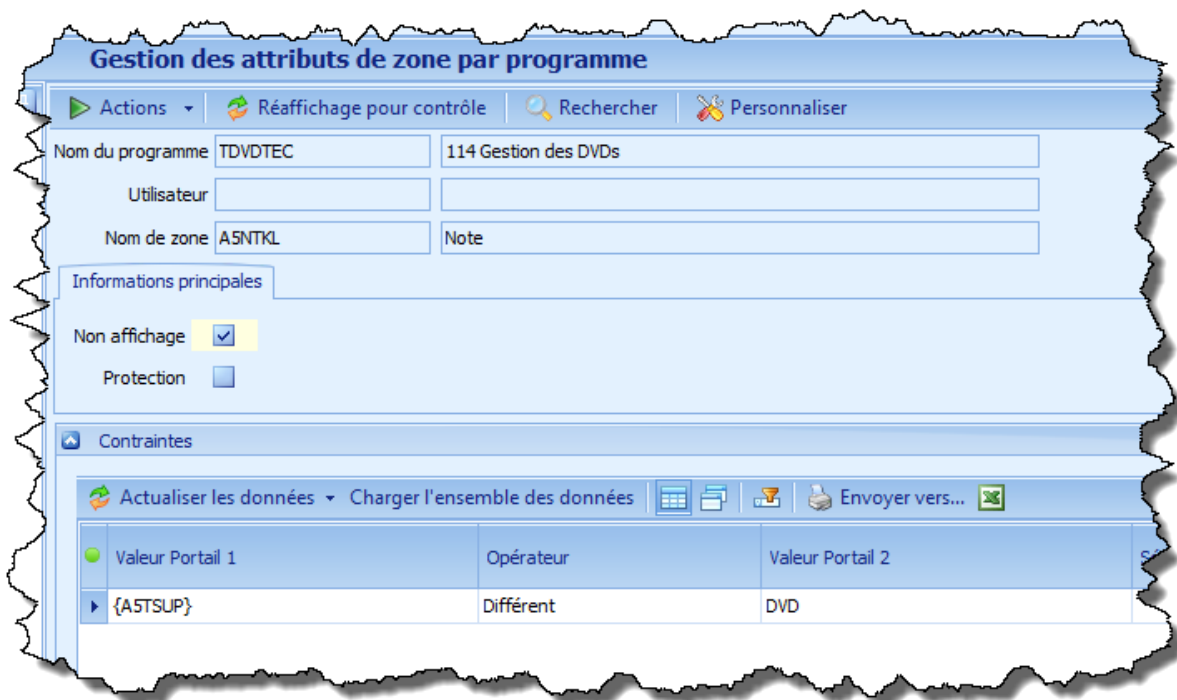 Gestion des attributs de zone par programme
Actions Réaffichage pour contrôle Rechercher Personnaliser
Nom du programme TDVDTEC 114 Gestion des DVDs
Utilisateur
Nom de zone A5NTKL Note
Informations principales
Non affichage
Protection
Contraintes
Actualiser les données Charger l'ensemble des données Envoyer vers...
Valeur Portail 1 Opérateur Valeur Portail 2
{A5TSUP} Différent DVD